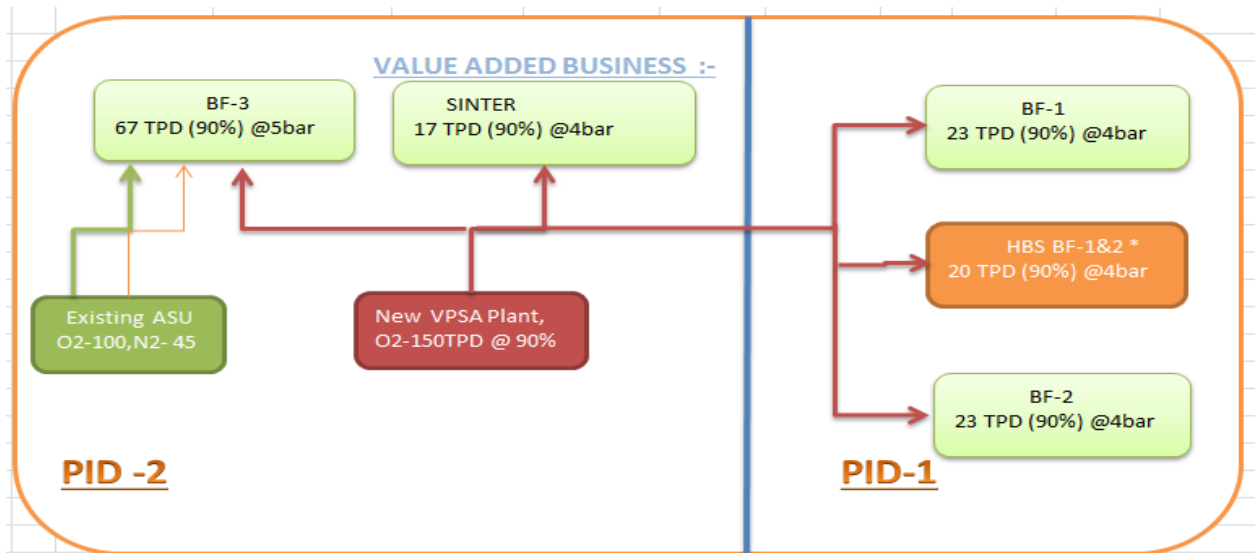 VALUE ADDED BUSINESS :-
BF-3
67 TPD (90%) @5bar
SINTER
17 TPD (90%) @4bar
BF-1
23 TPD (90%) @4bar
HBS BF-1&2 *
20 TPD (90%) @4bar
Existing ASU
O2-100,N2- 45
New VPSA Plant,
O2-150TPD @ 90%
BF-2
23 TPD (90%) @4bar
PID -2
PID-1